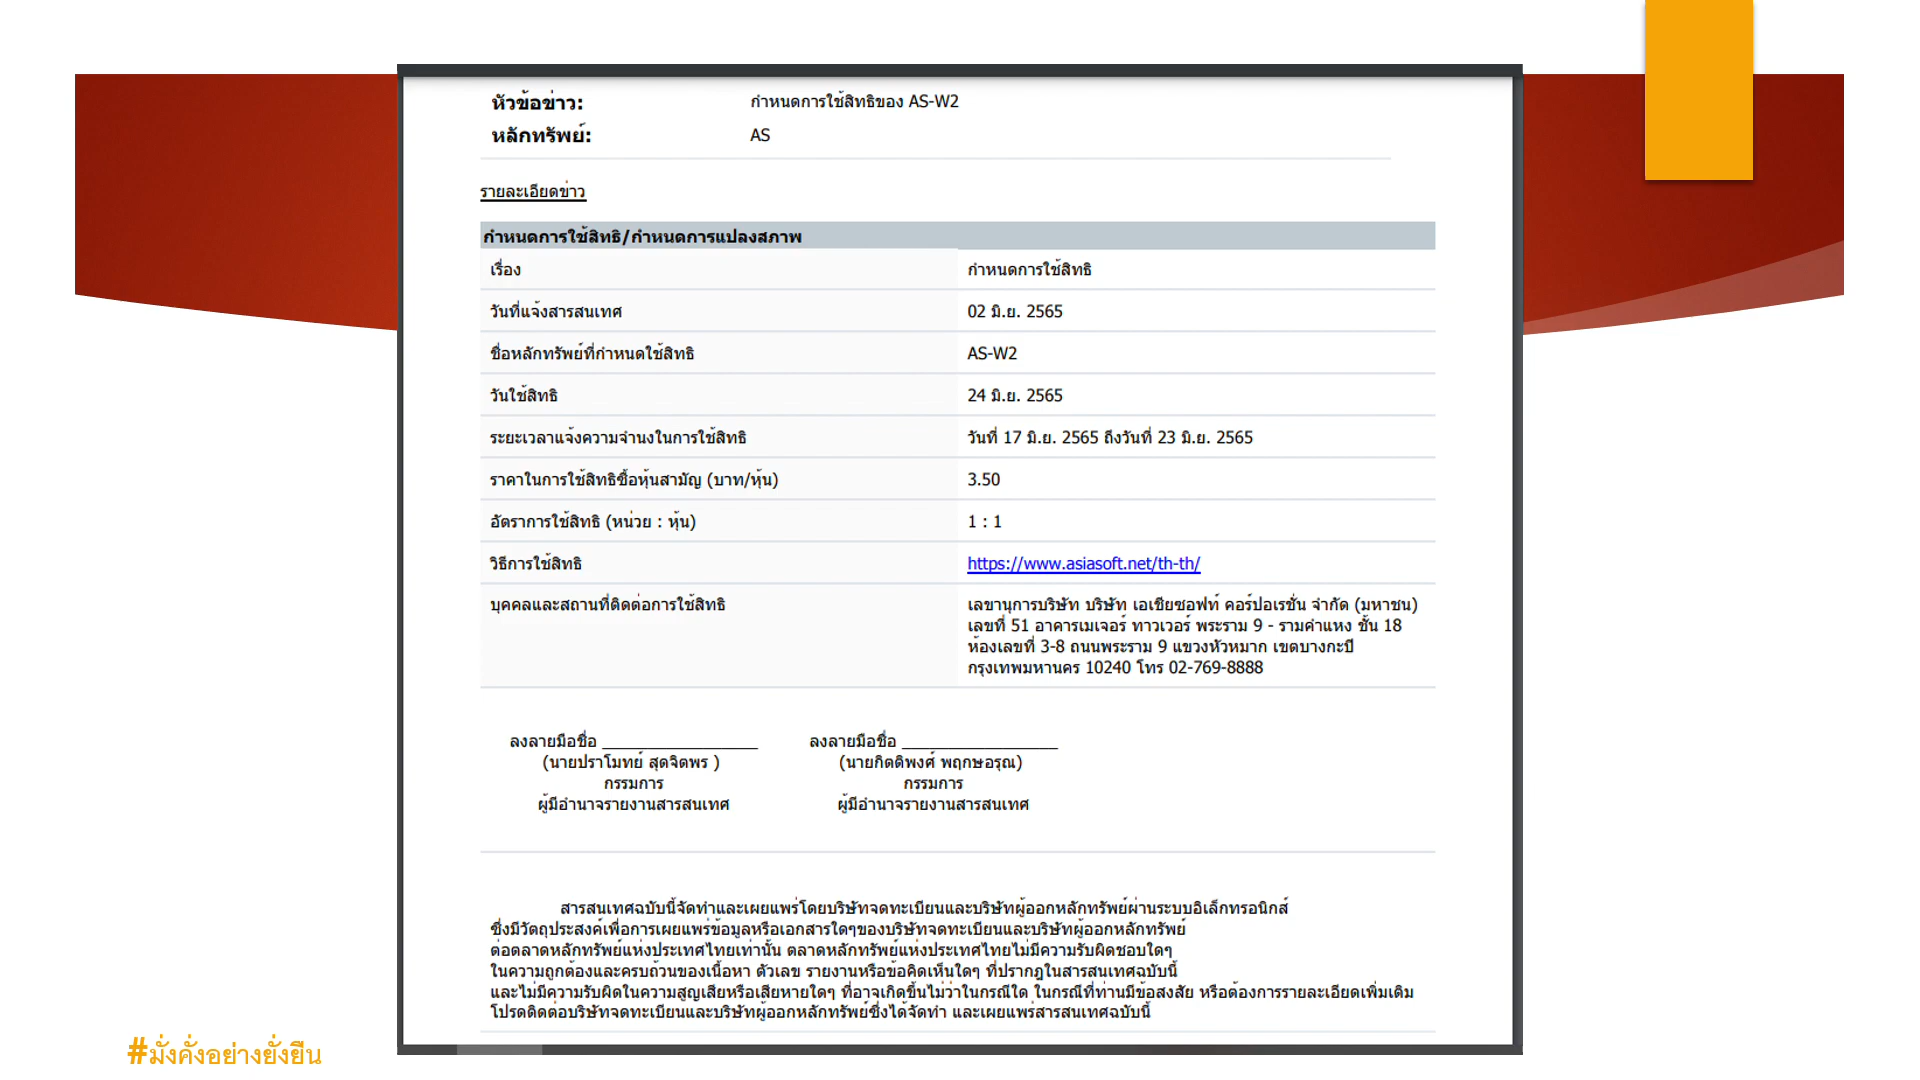 หัวข้อข่าว: กำหนดการใช้สิทธิของ AS-W2
หลักทรัพย์: AS
รายละเอียดข่าว
กำหนดการใช้สิทธิ/กำหนดการแปลงสภาพ
เรื่อง กำหนดการใช้สิทธิ
วันที่แจ้งสารสนเทศ 02 มิ.ย. 2565
ชื่อหลักทรัพย์ที่กำหนดใช้สิทธิ AS-W2
วันใช้สิทธิ 24 มิ.ย. 2565
ระยะเวลาแจ้งความจำนงในการใช้สิทธิ วันที่ 17 มิ.ย. 2565 ถึงวันที่ 23 มิ.ย. 2565
ราคาในการใช้สิทธิซื้อหุ้นสามัญ (บาท/หุ้น) 3.50
อัตราการใช้สิทธิ (หน่วย : หุ้น) 1 : 1
วิธีการใช้สิทธิ https://www.asiasoft.net/th-th/
บุคคลและสถานที่ติดต่อการใช้สิทธิ เลขานุการบริษัท บริษัท เอเชียซอฟท์ คอร์ปอเรชั่น จำกัด (มหาชน)
เลขที่ 51 อาคารเมเจอร์ ทาวเวอร์ พระราม 9 - รามคำแหง ชั้น 18
ห้องเลขที่ 3-8 ถนนพระราม 9 แขวงหัวหมาก เขตบางกะปี
กรุงเทพมหานคร 10240 โทร 02-769-8888
ลงลายมือชื่อ _________________ ลงลายมือชื่อ _________________
(นายปราโมทย์ สุดจิตพร ) (นายกิตติพงศ์ พฤกษอรุณ)
กรรมการ กรรมการ
ผู้มีอำนาจรายงานสารสนเทศ ผู้มีอำนาจรายงานสารสนเทศ
สารสนเทศฉบับนี้จัดทำและเผยแพร่โดยบริษัทจดทะเบียนและบริษัทผู้ออกหลักทรัพย์ผ่านระบบอิเล็กทรอนิกส์
ซึ่งมีวัตถุประสงค์เพื่อการเผยแพร่ข้อมูลหรือเอกสารใดๆของบริษัทจดทะเบียนและบริษัทผู้ออกหลักทรัพย์
ต่อตลาดหลักทรัพย์แห่งประเทศไทยเท่านั้น ตลาดหลักทรัพย์แห่งประเทศไทยไม่มีความรับผิดชอบใดๆ
ในความถูกต้องและครบถ้วนของเนื้อหา ตัวเลข รายงานหรือข้อคิดเห็นใดๆ ที่ปรากฎในสารสนเทศฉบับนี้
และไม่มีความรับผิดในความสูญเสียหรือเสียหายใดๆ ที่อาจเกิดขึ้นไม่ว่าในกรณีใด ในกรณีที่ท่านมีข้อสงสัย หรือต้องการรายละเอียดเพิ่มเติม
โปรดติดต่อบริษัทจดทะเบียนและบริษัทผู้ออกหลักทรัพย์ซึ่งได้จัดทำ และเผยแพร่สารสนเทศฉบับนี้
#มั่งคั่งอย่างยั่งยืน